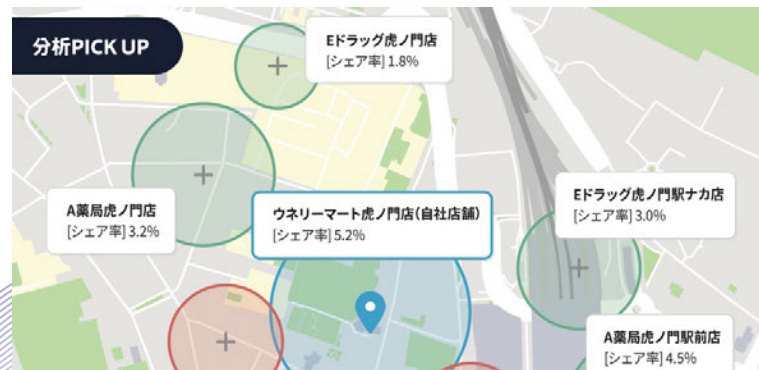 分析PICK UP
Eドラッグ虎ノ門店
[シェア率] 1.8%
A薬局虎ノ門店
[シェア率] 3.2%
ウネリーマート虎ノ門店(自社店舗)
[シェア率] 5.2%
Eドラッグ虎ノ門駅ナカ店
[シェア率] 3.0%
A薬局虎ノ門駅前店
[シェア率] 4.5%